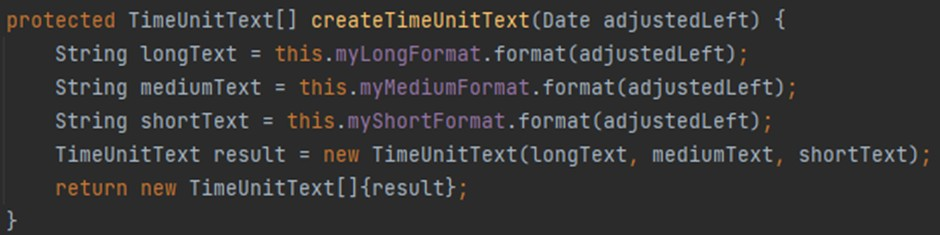 protected TimeUnitText[] createTimeUnitText(Date adjustedLeft) {
    String longText = this.myLongFormat.format(adjustedLeft);
    String mediumText = this.myMediumFormat.format(adjustedLeft);
    String shortText = this.myShortFormat.format(adjustedLeft);
    TimeUnitText result = new TimeUnitText(longText, mediumText, shortText);
    return new TimeUnitText[]{result};
}